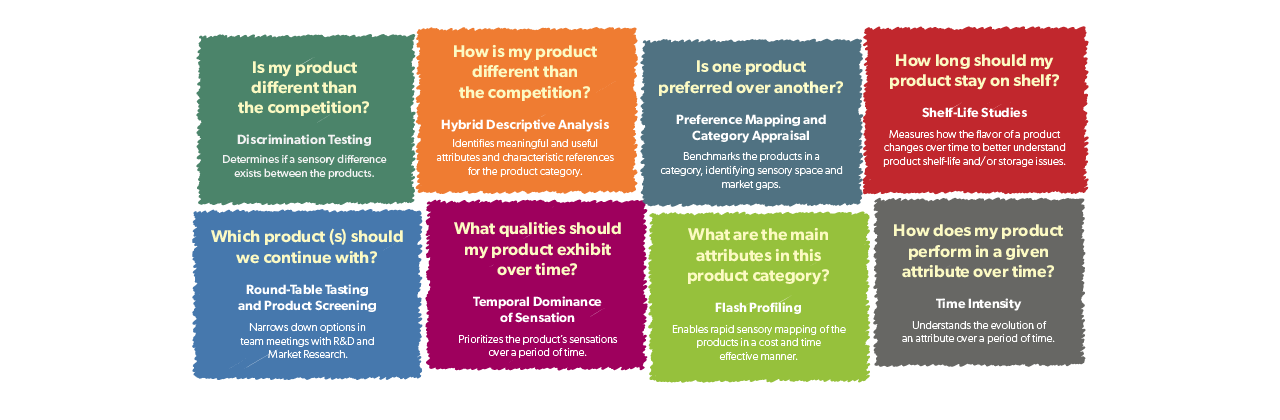 Is my product
different than
the competition?
Discrimination Testing
Determines if a sensory difference
exists between the products.
How is my product
different than
the competition?
Hybrid Descriptive Analysis
Identifies meaningful and useful
attributes and characteristic references
for the product category.
Is one product
preferred over another?
Preference Mapping and
Category Appraisal
Benchmarks the products in a
category, identifying sensory space and
market gaps.
How long should my
product stay on shelf?
Shelf-Life Studies
Measures how the flavor of a product
changes over time to better understand
product shelf-life and/or storage issues.
Which product (s) should
we continue with?
Round-Table Tasting
and Product Screening
Narrows down options in
team meetings with R&D and
Market Research.
What qualities should
my product exhibit
over time?
Temporal Dominance
of Sensation
Prioritizes the product's sensations
over a period of time.
What are the main
attributes in this
product category?
Flash Profiling
Enables rapid sensory mapping of the
products in a cost and time
effective manner.
How does my product
perform in a given
attribute over time?
Time Intensity
Understands the evolution of
an attribute over a period of time.